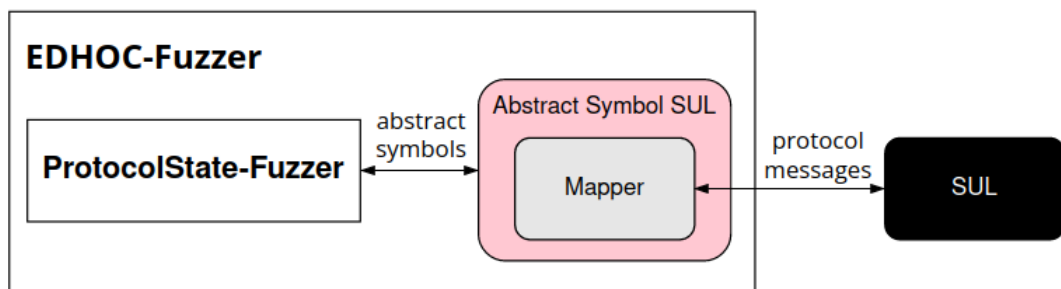 EDHOC-Fuzzer
ProtocolState-Fuzzer
abstract
symbols
Abstract Symbol SUL
Mapper
protocol
messages
SUL